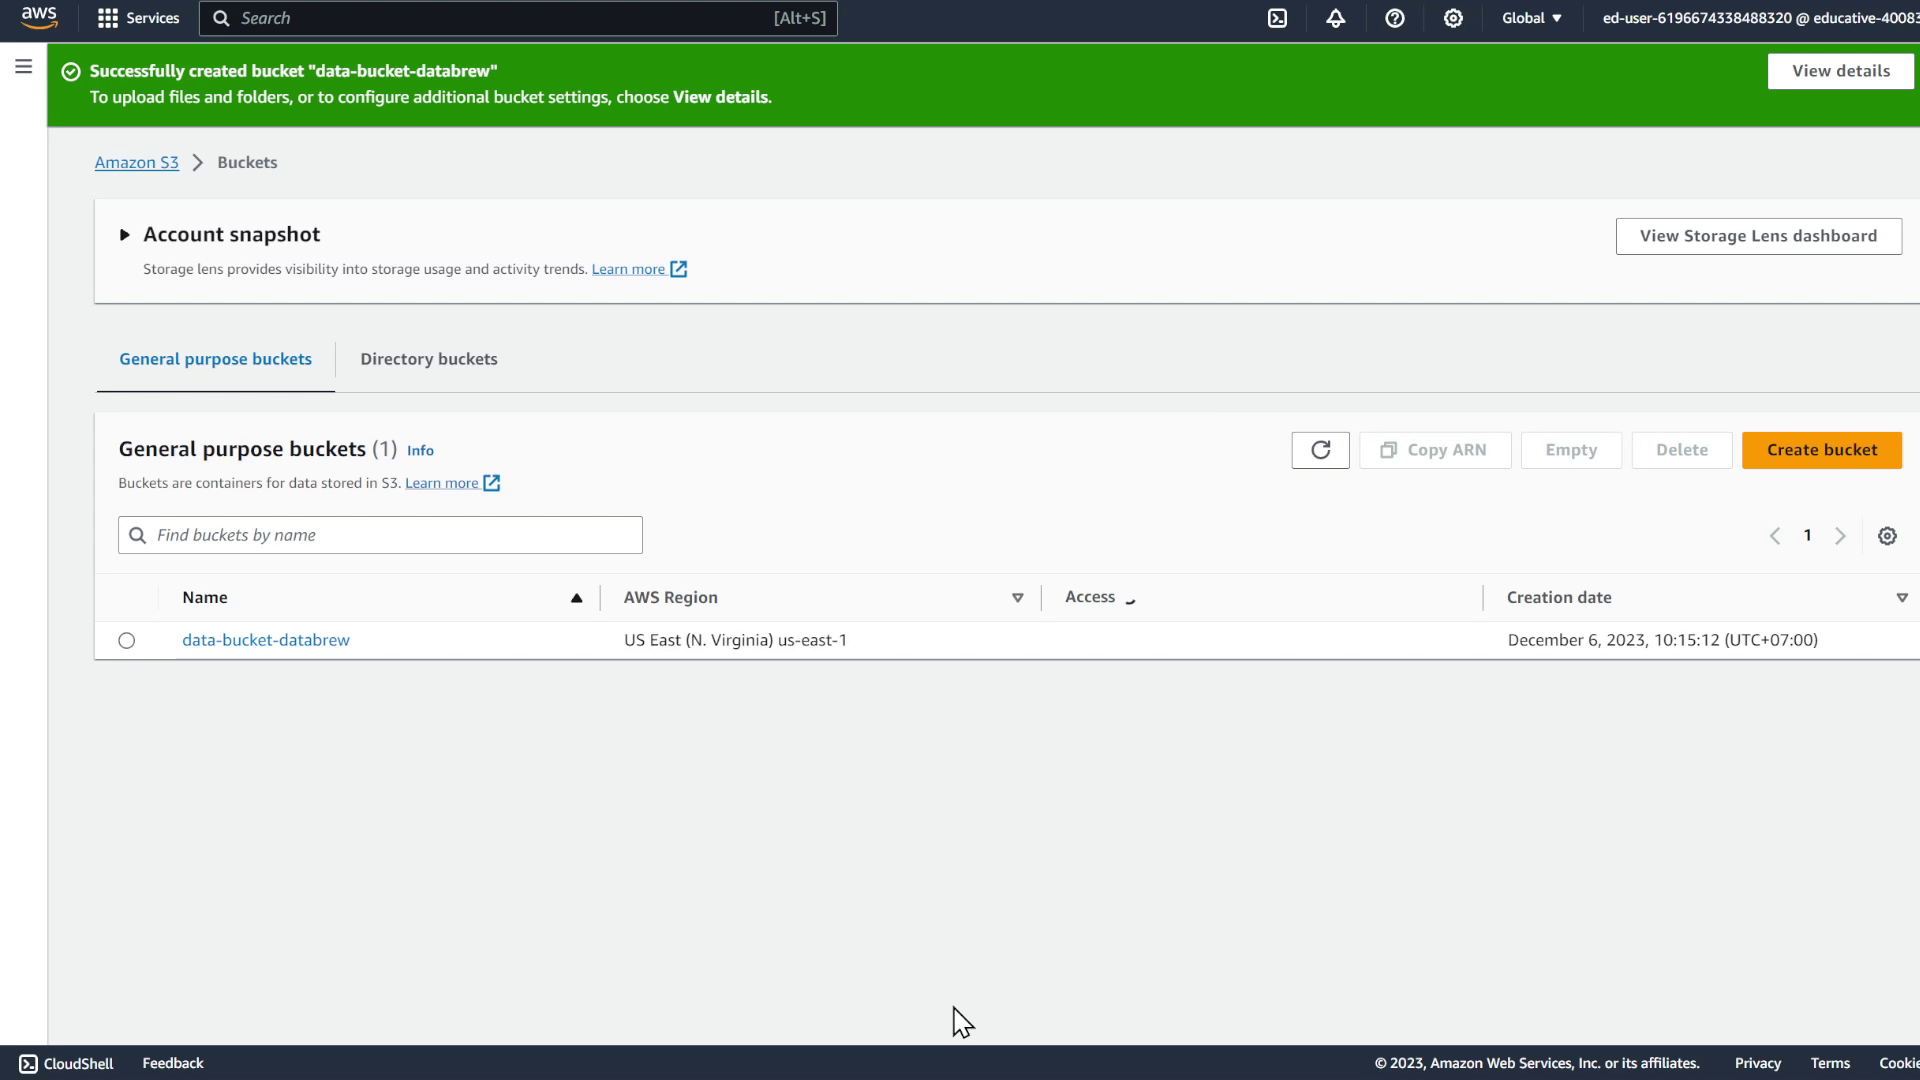 aws
Services
Search
[Alt+S]
Global
ed-user-6196674338488320 @ educative-40083
Successfully created bucket "data-bucket-databrew"
To upload files and folders, or to configure additional bucket settings, choose View details.
View details
Amazon S3
Buckets
Account snapshot
Storage lens provides visibility into storage usage and activity trends. Learn more
View Storage Lens dashboard
General purpose buckets
Directory buckets
General purpose buckets (1) Info
Buckets are containers for data stored in S3. Learn more
Copy ARN
Empty
Delete
Create bucket
Find buckets by name
1
Name
AWS Region
Access
Creation date
data-bucket-databrew
US East (N. Virginia) us-east-1
December 6, 2023, 10:15:12 (UTC+07:00)
CloudShell
Feedback
© 2023, Amazon Web Services, Inc. or its affiliates.
Privacy
Terms
Cookie